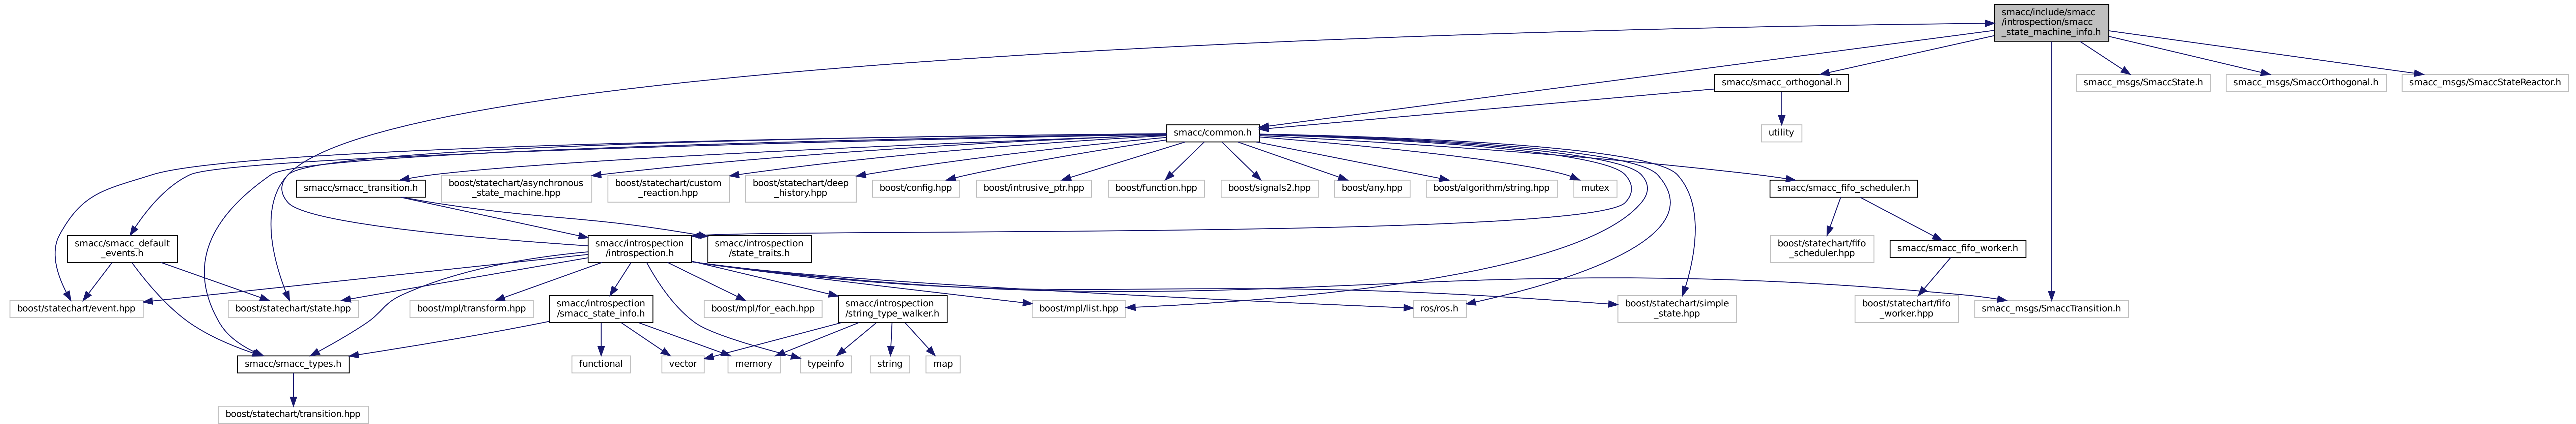 smacc/include/smacc
/introspection/smacc
_state_machine_info.h
smacc/smacc_orthogonal.h
smacc_msgs/SmaccState.h
smacc_msgs/SmaccOrthogonal.h
smacc_msgs/SmaccStateReactor.h
smacc/common.h
utility
smacc/smacc_transition.h
boost/statechart/asynchronous
_state_machine.hpp
boost/statechart/custom
_reaction.hpp
boost/statechart/deep
_history.hpp
boost/config.hpp
boost/intrusive_ptr.hpp
boost/function.hpp
boost/signals2.hpp
boost/any.hpp
boost/algorithm/string.hpp
mutex
smacc/smacc_fifo_scheduler.h
smacc/smacc_default
_events.h
smacc/introspection
/introspection.h
smacc/introspection
/state_traits.h
boost/statechart/fifo
_scheduler.hpp
smacc/smacc_fifo_worker.h
boost/statechart/event.hpp
boost/statechart/state.hpp
boost/mpl/transform.hpp
smacc/introspection
/smacc_state_info.h
boost/mpl/for_each.hpp
smacc/introspection
/string_type_walker.h
boost/mpl/list.hpp
ros/ros.h
boost/statechart/simple
_state.hpp
boost/statechart/fifo
_worker.hpp
smacc_msgs/SmaccTransition.h
smacc/smacc_types.h
functional
vector
memory
typeinfo
string
map
boost/statechart/transition.hpp